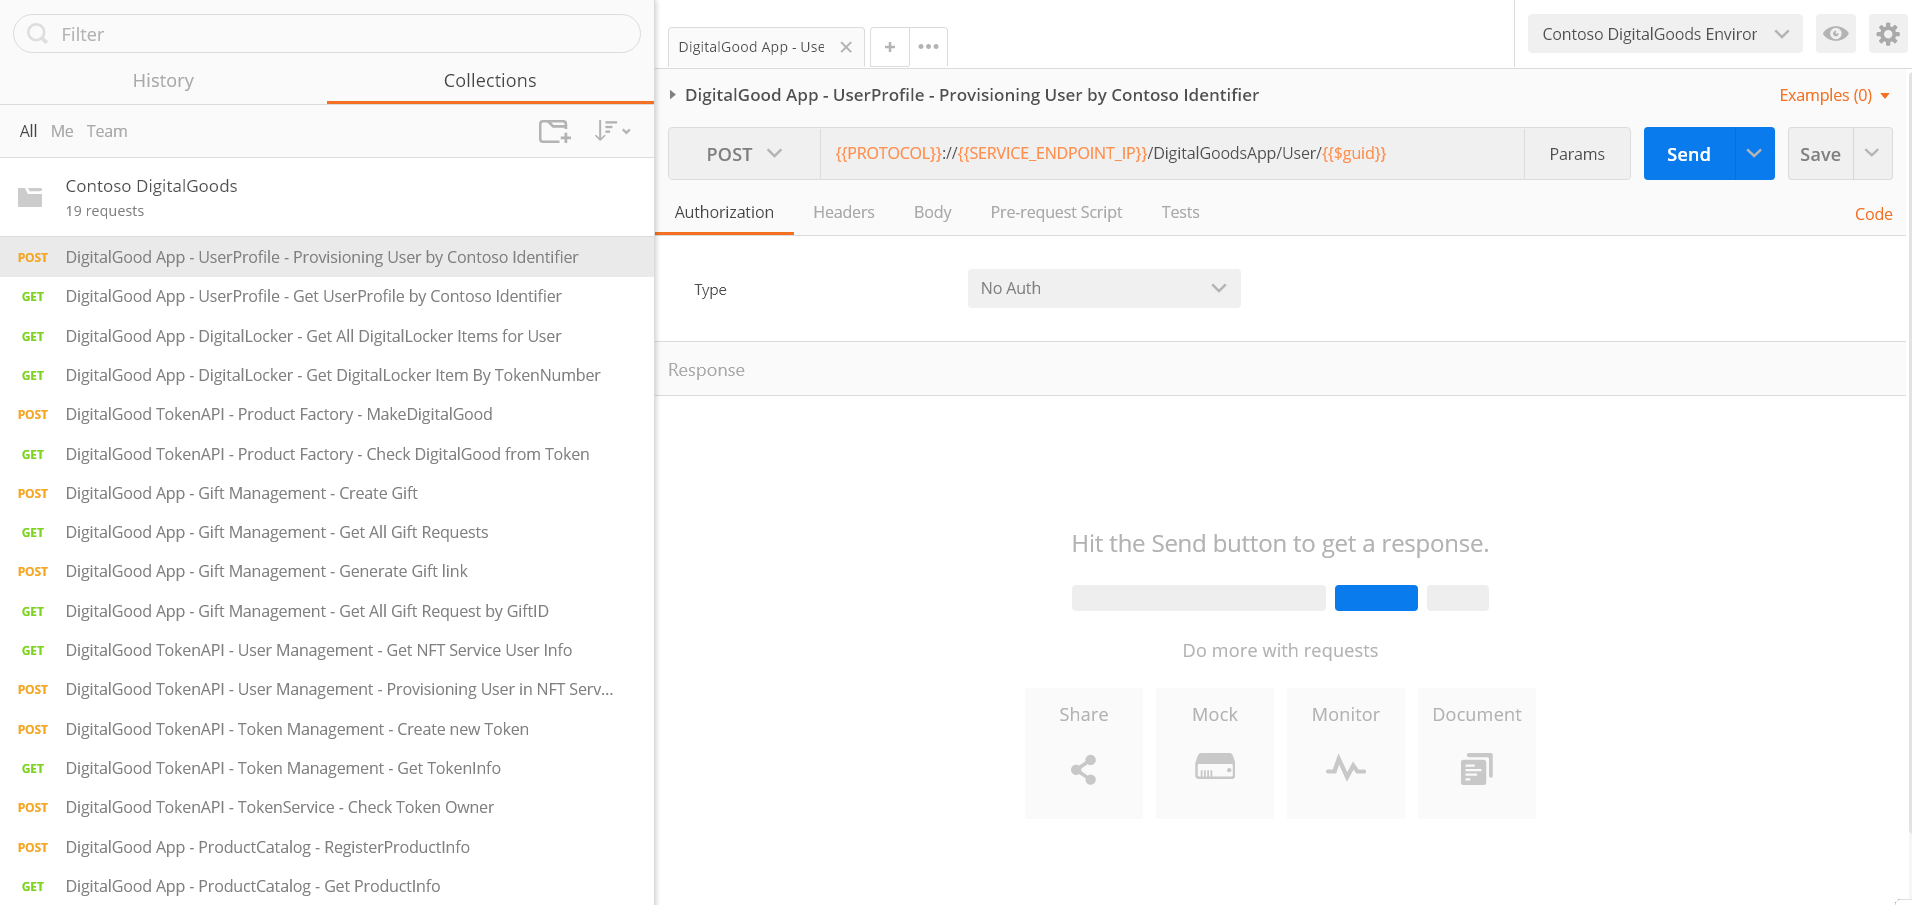 Filter
History
Collections
All Me Team
Contoso DigitalGoods
19 requests
POST DigitalGood App - UserProfile - Provisioning User by Contoso Identifier
GET DigitalGood App - UserProfile - Get UserProfile by Contoso Identifier
GET DigitalGood App - DigitalLocker - Get All DigitalLocker Items for User
GET DigitalGood App - DigitalLocker - Get DigitalLocker Item By TokenNumber
POST DigitalGood TokenAPI - Product Factory - MakeDigitalGood
GET DigitalGood TokenAPI - Product Factory - Check DigitalGood from Token
POST DigitalGood App - Gift Management - Create Gift
GET DigitalGood App - Gift Management - Get All Gift Requests
POST DigitalGood App - Gift Management - Generate Gift link
GET DigitalGood App - Gift Management - Get All Gift Request by GiftID
GET DigitalGood TokenAPI - User Management - Get NFT Service User Info
POST DigitalGood TokenAPI - User Management - Provisioning User in NFT Serv...
POST DigitalGood TokenAPI - Token Management - Create new Token
GET DigitalGood TokenAPI - Token Management - Get TokenInfo
POST DigitalGood TokenAPI - TokenService - Check Token Owner
POST DigitalGood App - ProductCatalog - RegisterProductInfo
GET DigitalGood App - ProductCatalog - Get ProductInfo
DigitalGood App - Use
Contoso DigitalGoods Enviror
DigitalGood App - UserProfile - Provisioning User by Contoso Identifier
Examples (0)
POST {{PROTOCOL}}://{{SERVICE_ENDPOINT_IP}}/DigitalGoodsApp/User/{{$guid}} Params Send Save
Authorization Headers Body Pre-request Script Tests Code
Type No Auth
Response
Hit the Send button to get a response.
Do more with requests
Share Mock Monitor Document